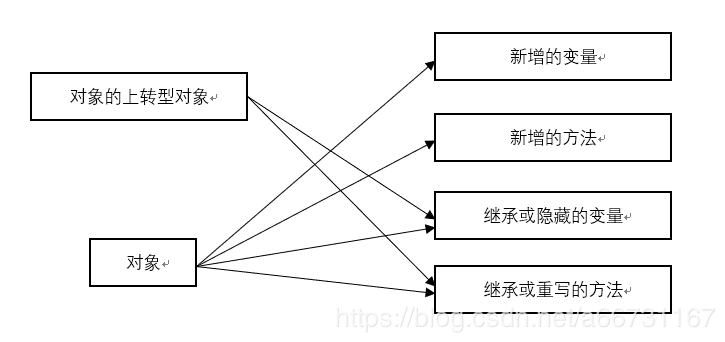 新增的变量
对象的上转型对象
新增的方法
继承或隐藏的变量
对象
继承或重写的方法
https://blog.csdn.net/a66731167